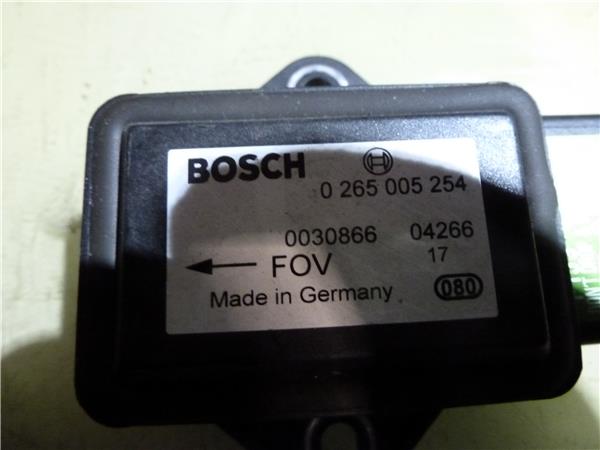 BOSCH
0 265 005 254
0030866 04266
← FOV 17
Made in Germany 080